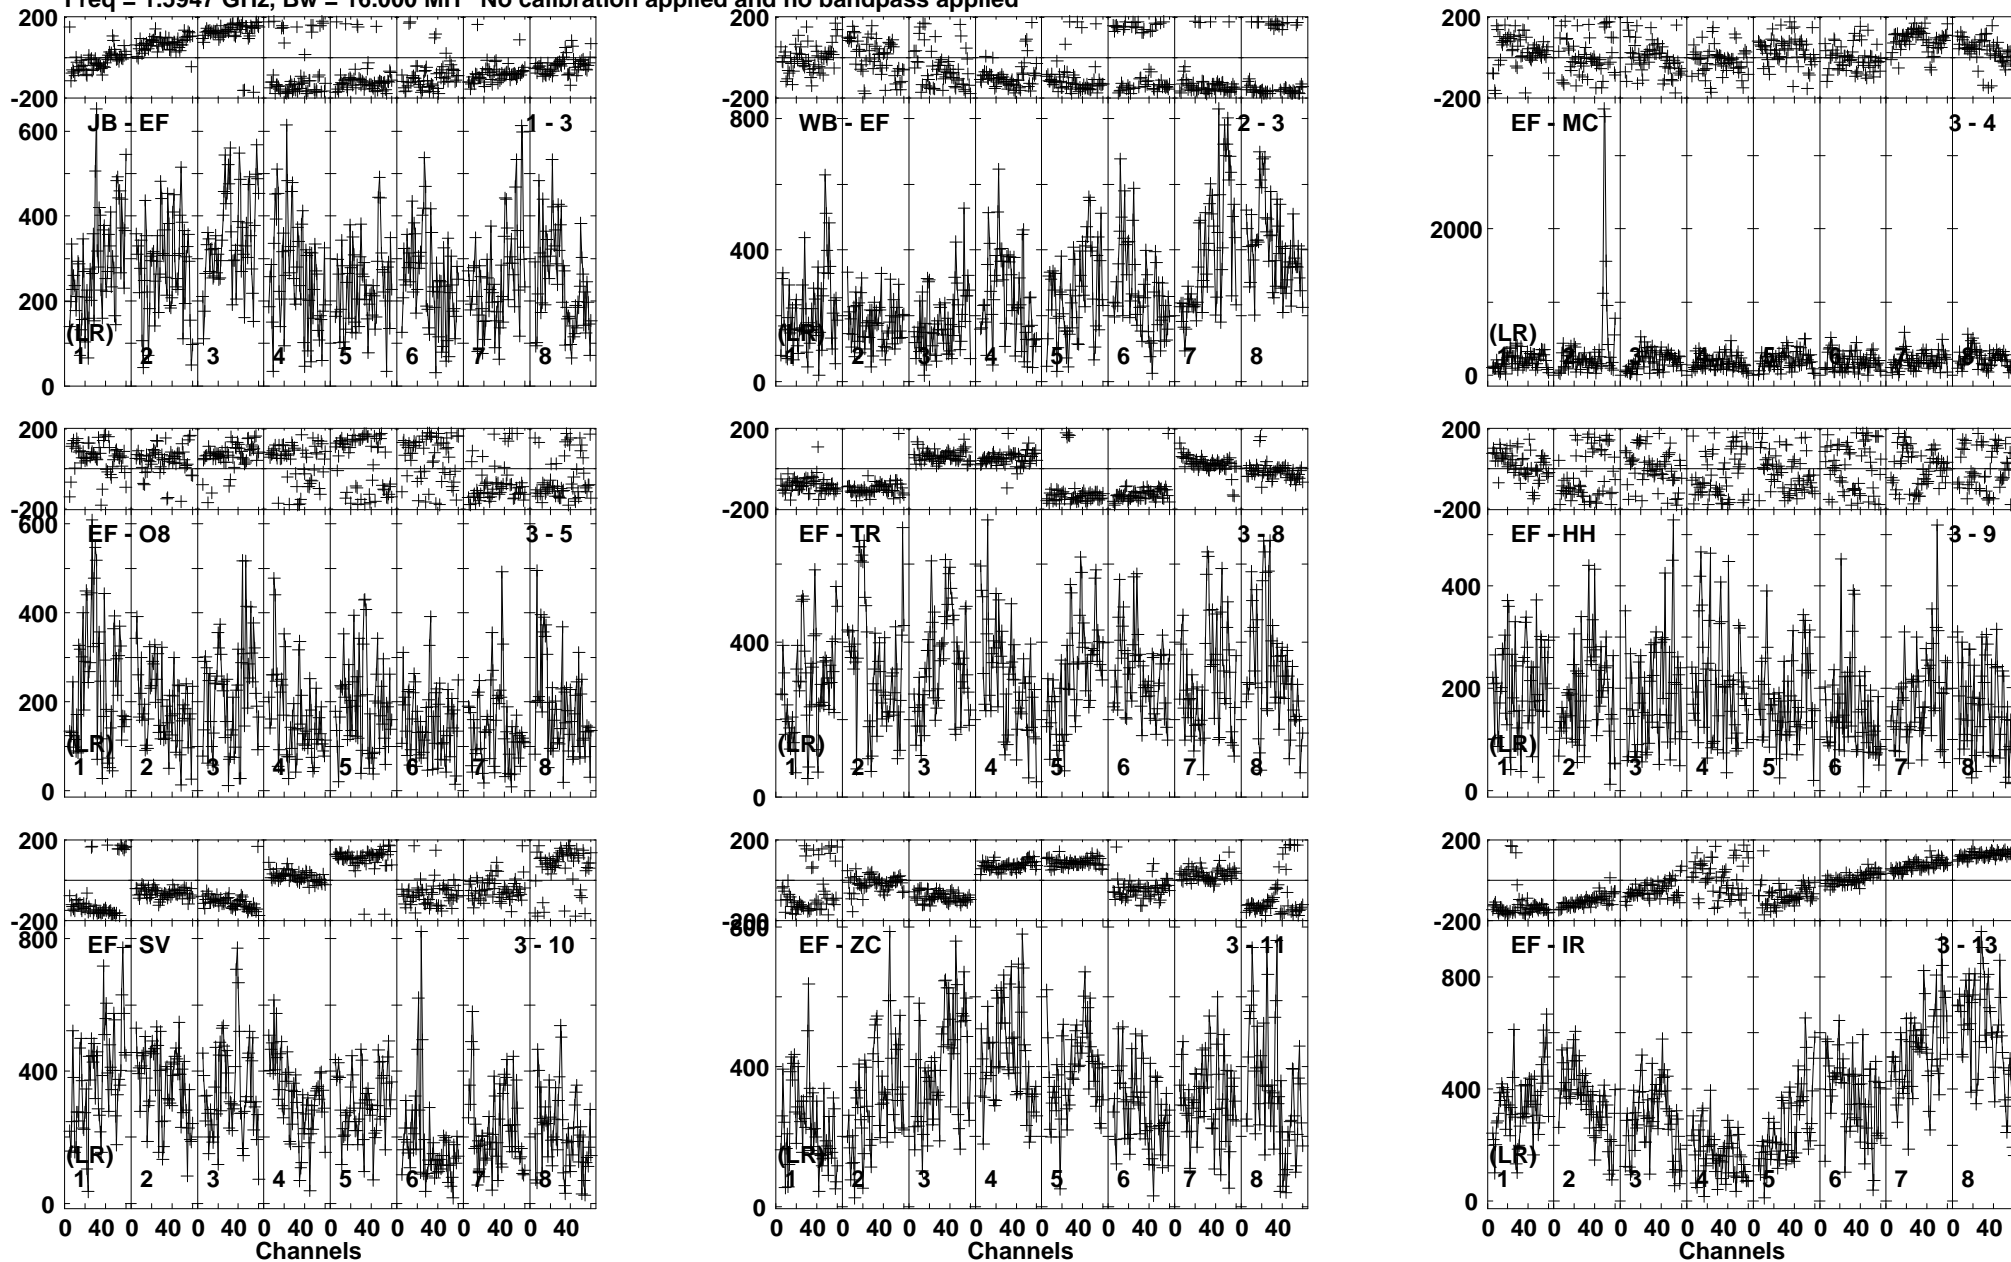 Freq = 1.5947 GHz, Bw = 16.000 MH No calibration applied and no bandpass applied
200 200 200
-200 -200 -200
JB - EF 1 - 3 WB - EF 2 - 3 EF - MC 3 - 4
600 800
400 2000
400
200
(LR) (LR) (LR)
1 2 3 4 5 6 7 8 1 2 3 4 5 6 7 8 1 2 3 4 5 6 7 8
0 0 0
200 200 200
-200 -200 -200
600
EF - O8 3 - 5 EF - TR 3 - 8 EF - HH 3 - 9
400 400 400
200 200
(LR) (LR) (LR)
1 2 3 4 5 6 7 8 1 2 3 4 5 6 7 8 1 2 3 4 5 6 7 8
0 0 0
200 200 200
-200 -200 -200
800 800
EF - SV 3 - 10 EF - ZC 3 - 11 EF - IR 3 - 13
800
400 400 400
(LR) (LR) (LR)
1 2 3 4 5 6 7 8 1 2 3 4 5 6 7 8 1 2 3 4 5 6 7 8
0 0 0
0 40 0 40 0 40 0 40 0 40 0 40 0 40 0 40 0 40 0 40 0 40 0 40 0 40 0 40 0 40 0 40 0 40 0 40 0 40 0 40 0 40 0 40 0 40 0 40
Channels Channels Channels